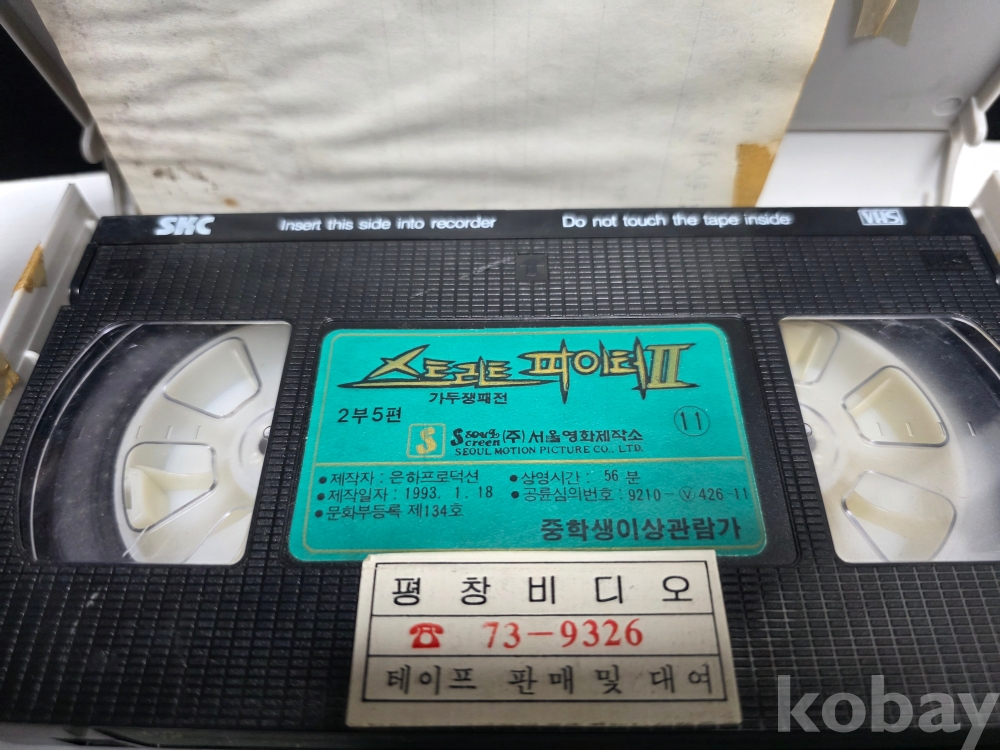 SKC Insert this side into recorder Do not touch the tape inside VHS
스트리트 파이터 II
가두쟁패전
2부5편
11
S Seoul Screen (주) 서울영화제작소
SEOUL MOTION PICTURE CO., LTD.
• 제작자 : 은하프로덕션 • 상영시간 : 56 분
• 제작일자 : 1993. 1. 18 • 공륜심의번호 : 9210-Ⓥ426-11
• 문화부등록 제134호
중학생이상관람가
평창비디오
☎ 73-9326
테이프 판매 및 대여
kobay